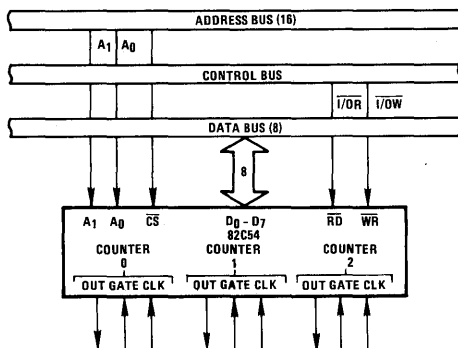 ADDRESS BUS (16)
A1 A0
CONTROL BUS
I/OR I/OW
DATA BUS (8)
8
A1 A0 CS D0 - D7 RD WR
82C54
COUNTER COUNTER COUNTER
0 1 2
OUT GATE CLK OUT GATE CLK OUT GATE CLK